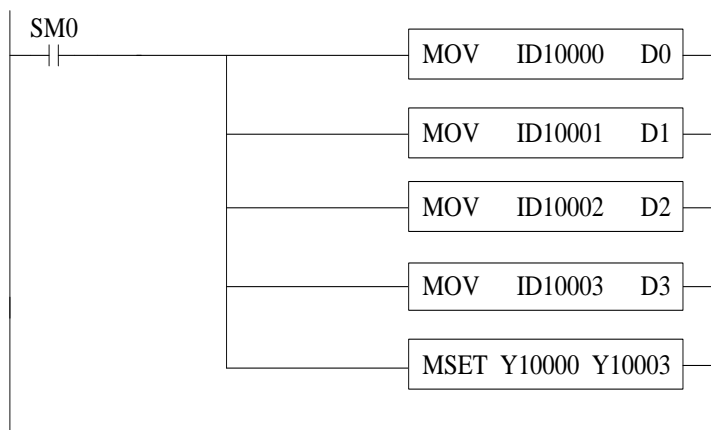 SM0
MOV ID10000 D0
MOV ID10001 D1
MOV ID10002 D2
MOV ID10003 D3
MSET Y10000 Y10003